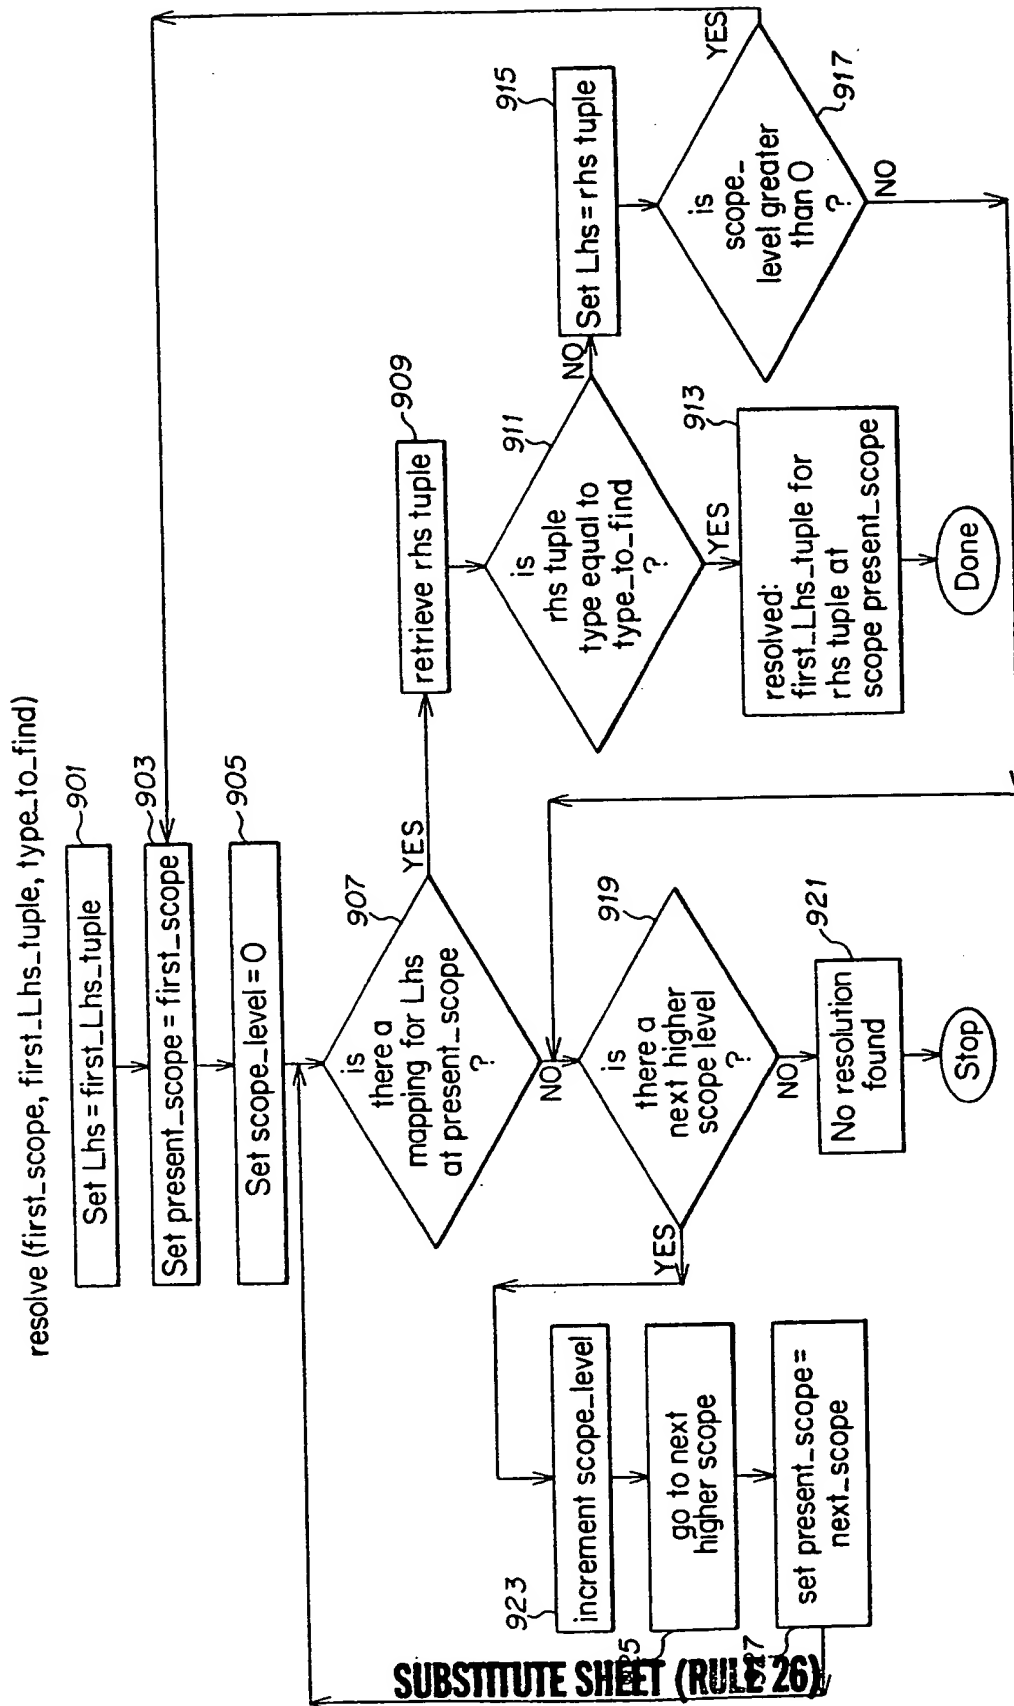 resolve (first_scope, first_Lhs_tuple, type_to_find)
901
Set Lhs = first_Lhs_tuple
903
Set present_scope = first_scope
905
Set scope_level = 0
907
is
there a
mapping for Lhs
at present_scope
?
YES
NO
909
retrieve rhs tuple
911
is
rhs tuple
type equal to
type_to_find
?
NO
YES
913
resolved:
first_Lhs_tuple for
rhs tuple at
scope present_scope
Done
915
Set Lhs = rhs tuple
917
is
scope_
level greater
than 0
?
YES
NO
919
is
there a
next higher
scope level
?
YES
NO
921
No resolution
found
Stop
923
increment scope_level
go to next
higher scope
set present_scope =
next_scope
SUBSTITUTE SHEET (RULE 26)